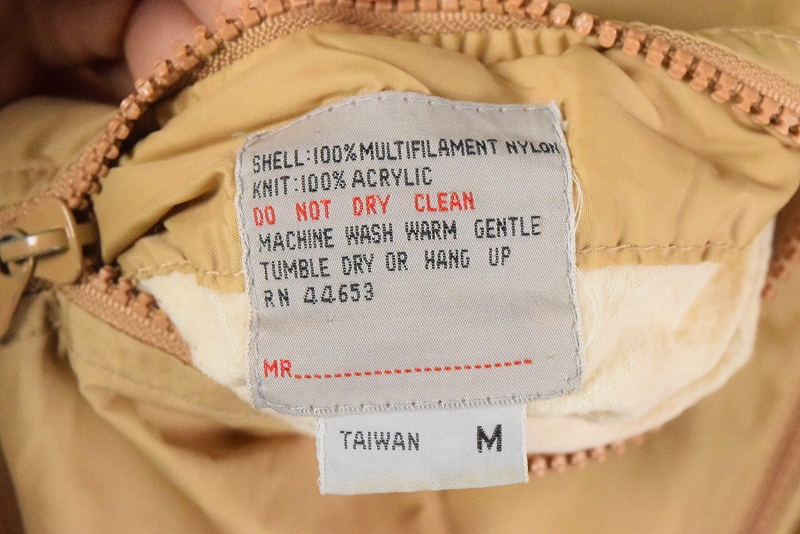 SHELL:100% MULTIFILAMENT NYLON
KNIT:100% ACRYLIC
DO NOT DRY CLEAN
MACHINE WASH WARM GENTLE
TUMBLE DRY OR HANG UP
RN 44653
MR
TAIWAN M